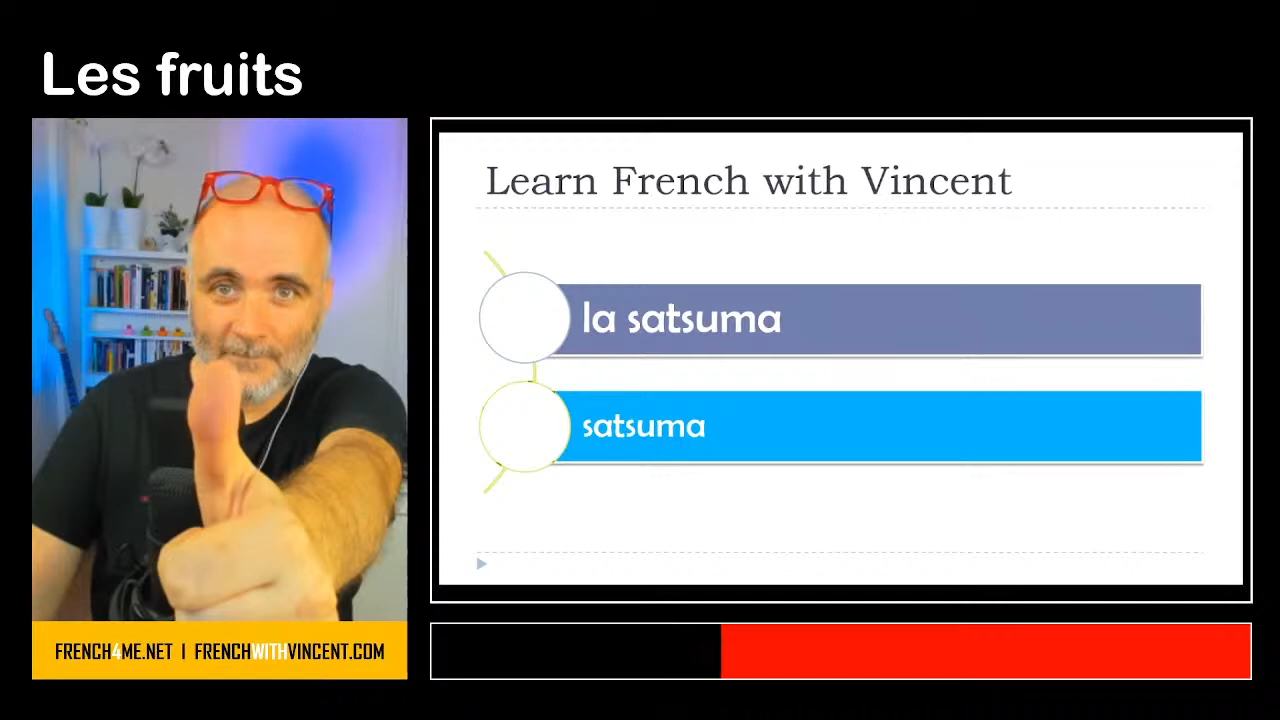 Les fruits
Learn French with Vincent
la satsuma
satsuma
FRENCH4ME.NET I FRENCHWITHVINCENT.COM